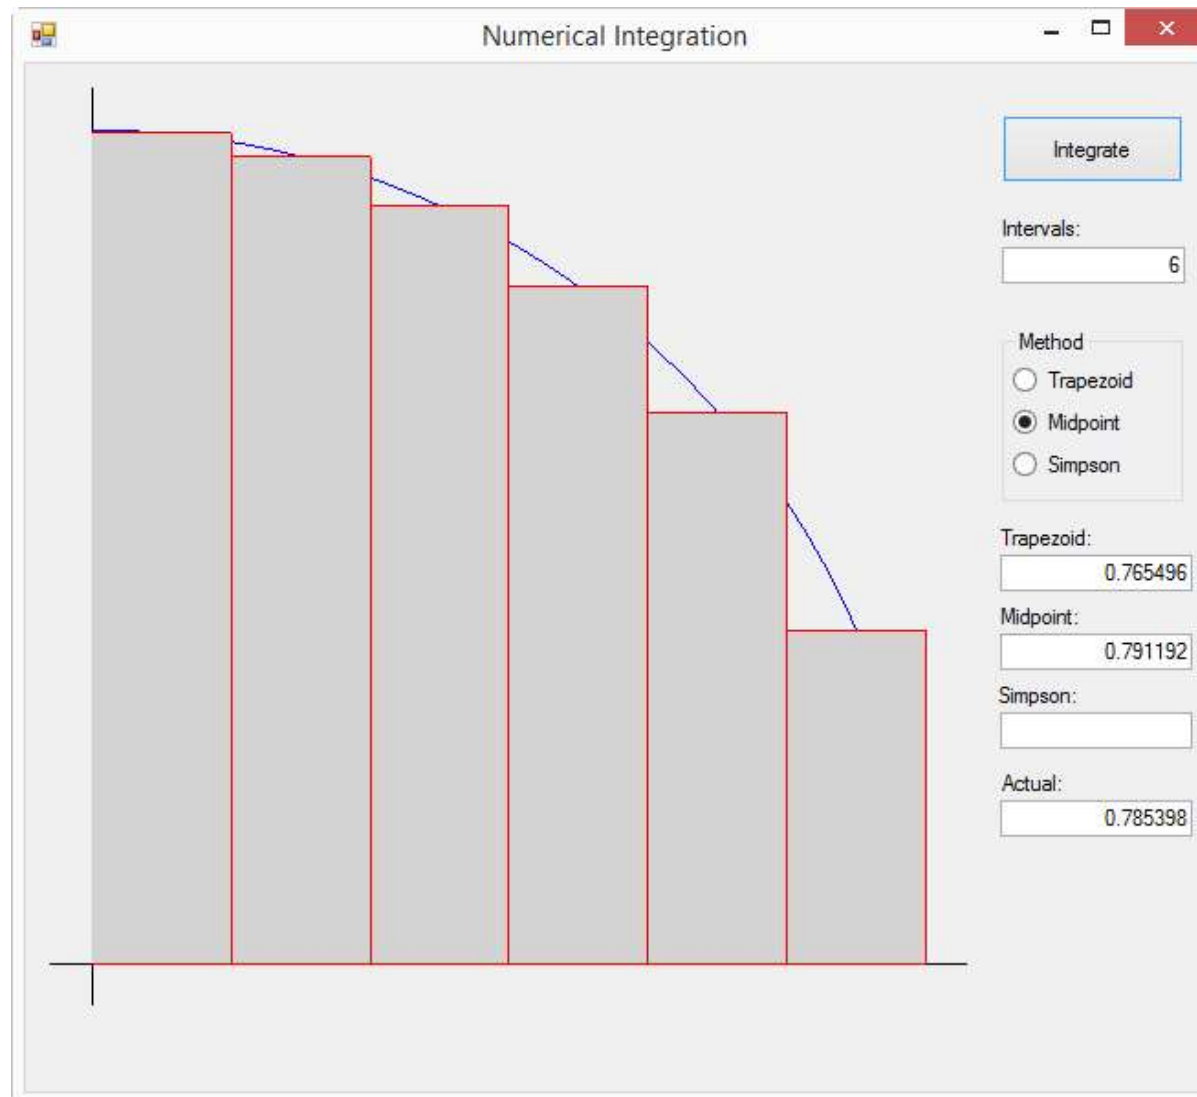 Numerical Integration
Integrate
Intervals:
6
Method
Trapezoid
Midpoint
Simpson
Trapezoid:
0.765496
Midpoint:
0.791192
Simpson:
Actual:
0.785398